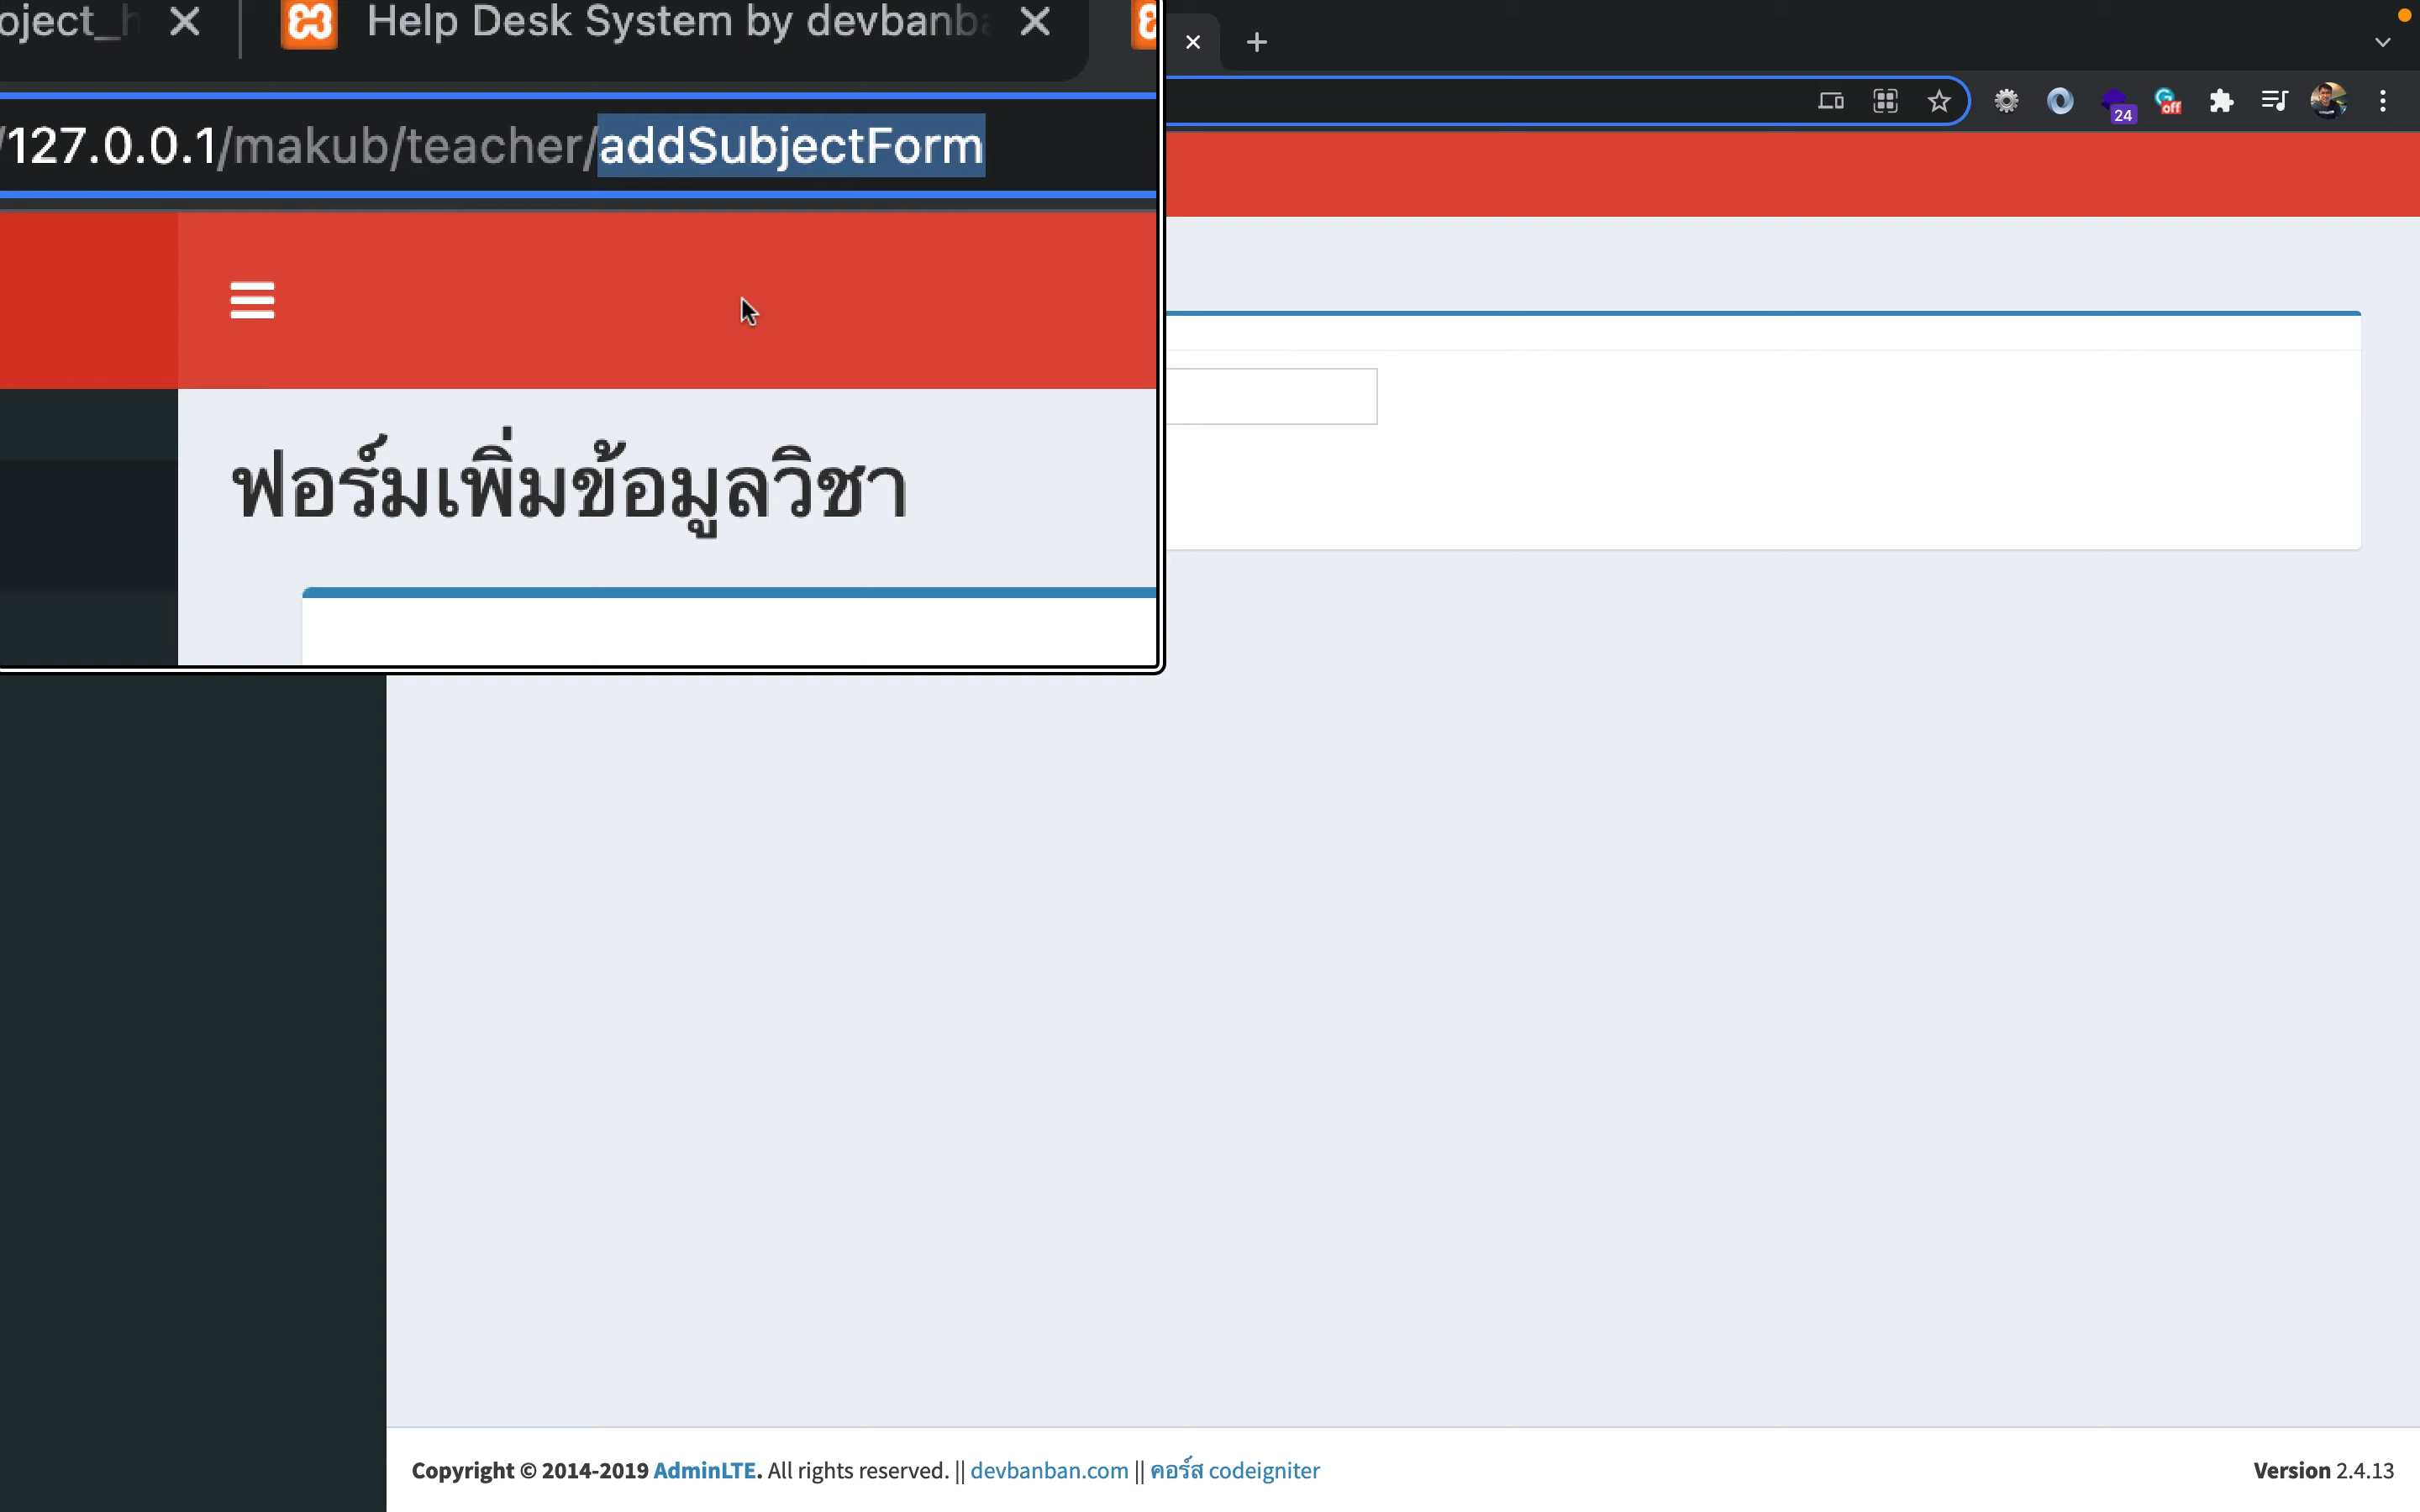 Help Desk System by devbanb
127.0.0.1/makub/teacher/addSubjectForm
24
off
ฟอร์มเพิ่มข้อมูลวิชา
Copyright © 2014-2019 AdminLTE. All rights reserved. || devbanban.com || คอร์ส codeigniter
Version 2.4.13